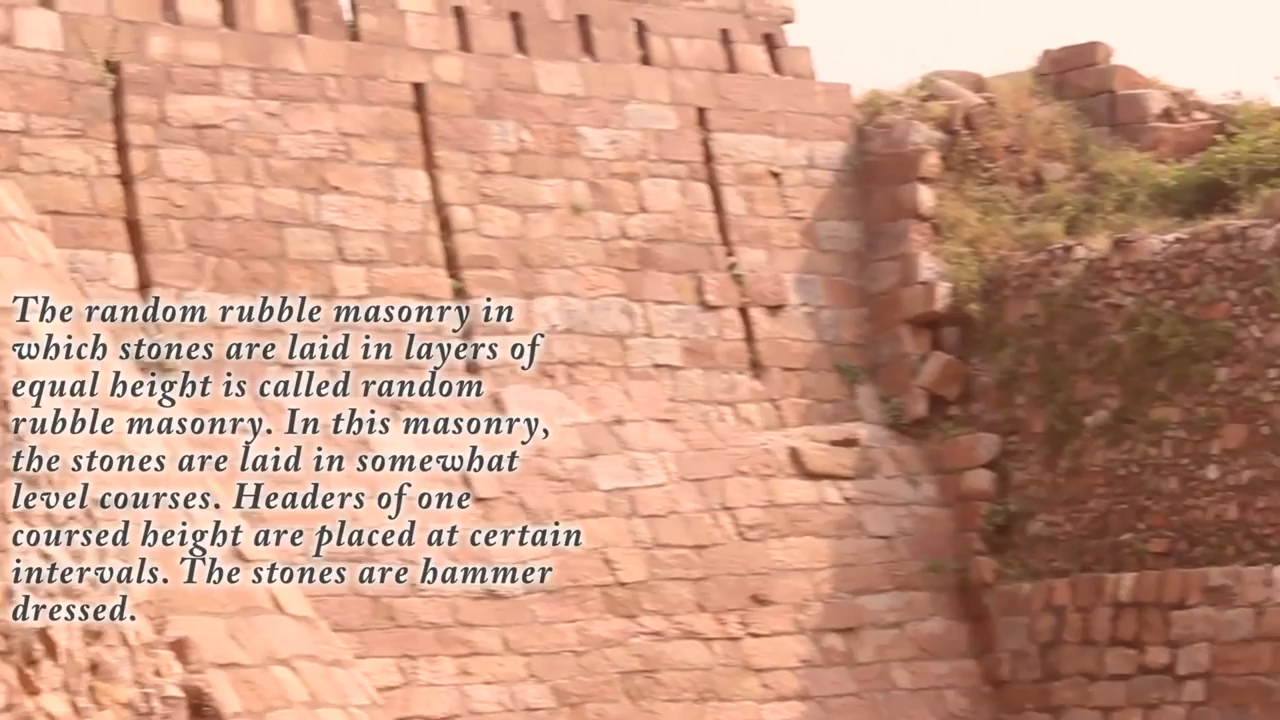 The random rubble masonry in
which stones are laid in layers of
equal height is called random
rubble masonry. In this masonry,
the stones are laid in somewhat
level courses. Headers of one
coursed height are placed at certain
intervals. The stones are hammer
dressed.